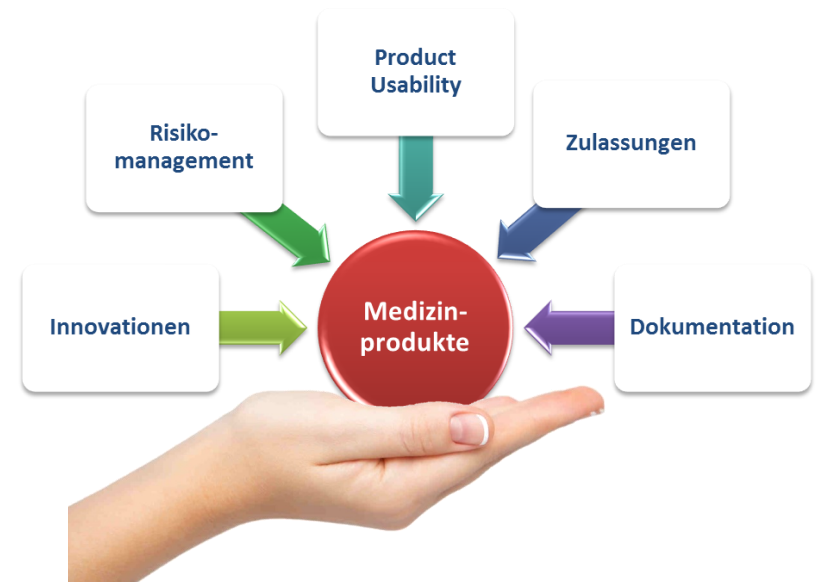 Product
Usability
Risiko-
management
Zulassungen
Innovationen
Medizin-
produkte
Dokumentation